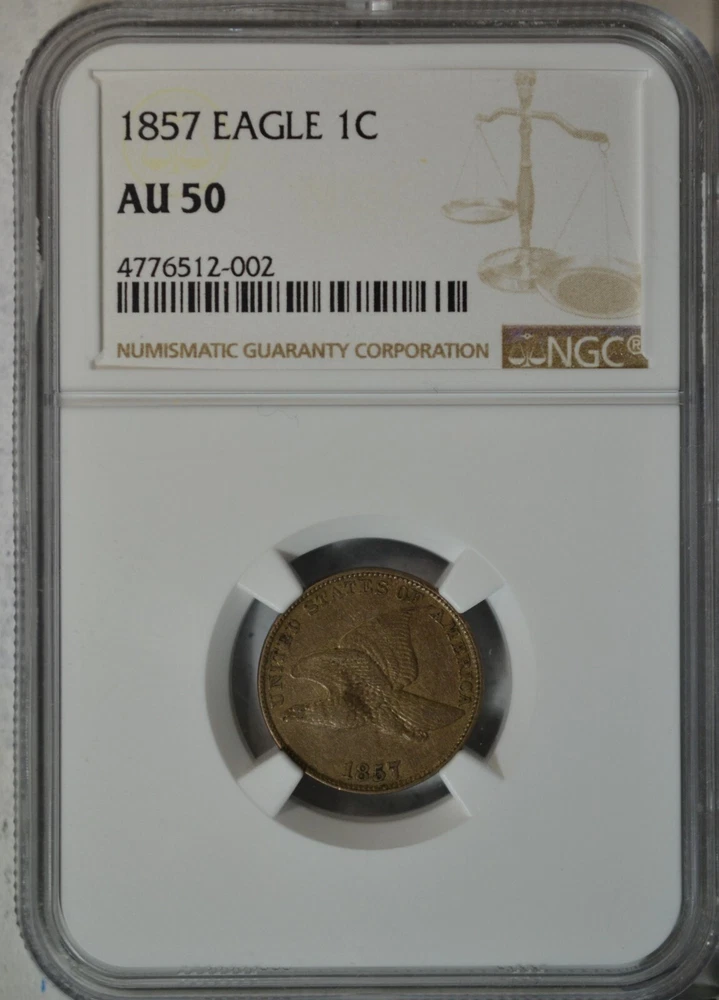 1857 EAGLE 1C
AU 50
4776512-002
NUMISMATIC GUARANTY CORPORATION NGC®
UNITED STATES OF AMERICA
1857